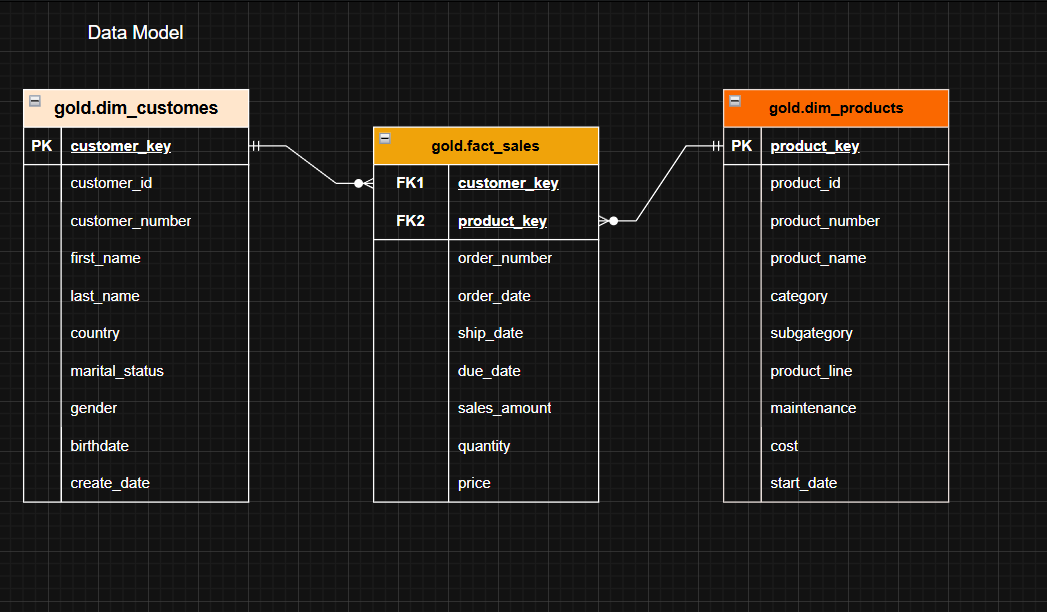 Data Model
gold.dim_customes
PK customer_key
customer_id
customer_number
first_name
last_name
country
marital_status
gender
birthdate
create_date
gold.fact_sales
FK1 customer_key
FK2 product_key
order_number
order_date
ship_date
due_date
sales_amount
quantity
price
gold.dim_products
PK product_key
product_id
product_number
product_name
category
subgategory
product_line
maintenance
cost
start_date